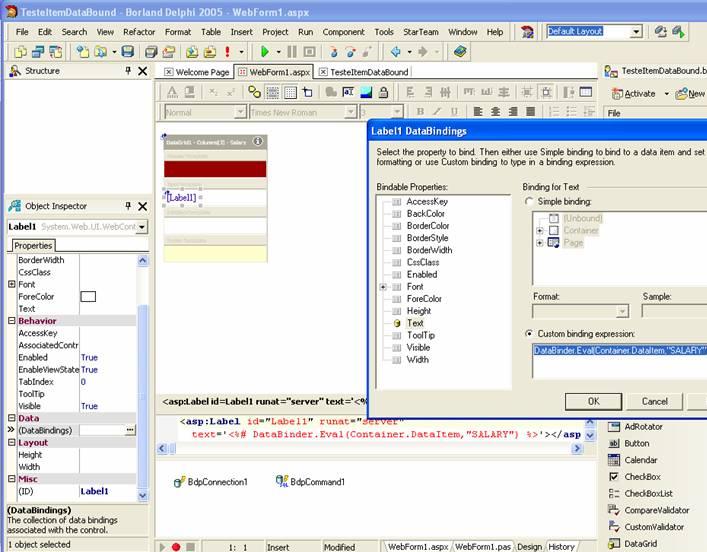 TesteItemDataBound - Borland Delphi 2005 - WebForm1.aspx
File Edit Search View Refactor Format Table Insert Project Run Component Tools StarTeam Window Help
Default Layout
Structure
Welcome Page WebForm1.aspx TesteItemDataBound
TesteItemDataBound.b
Activate New
File
Normal Times New Roman 3
B I U
DataGrid1 - Columns[3] - Salary
[Label1]
Object Inspector
Label1 System.Web.UI.WebCont
Properties
BorderWidth
CssClass
Font
ForeColor
Text
Behavior
AccessKey
AssociatedContr
Enabled True
EnableViewState True
TabIndex 0
ToolTip
Visible True
Data
(DataBindings) ...
Layout
Height
Width
Misc
(ID) Label1
(DataBindings)
The collection of data bindings
associated with the control.
1 object selected
Label1 DataBindings
Select the property to bind. Then either use Simple binding to bind to a data item and set
formatting or use Custom binding to type in a binding expression.
Bindable Properties:
AccessKey
BackColor
BorderColor
BorderStyle
BorderWidth
CssClass
Enabled
Font
ForeColor
Height
Text
ToolTip
Visible
Width
Binding for Text
Simple binding:
(Unbound)
Container
Page
Format: Sample:
Custom binding expression:
DataBinder.Eval(Container.DataItem,"SALARY"
OK Cancel
<asp:Label id=Label1 runat="server" text='<%
<asp:Label id="Label1" runat="server"
text='<%# DataBinder.Eval(Container.DataItem,"SALARY") %>'></asp
BdpConnection1 BdpCommand1
AdRotator
Button
Calendar
CheckBox
CheckBoxList
CompareValidator
CustomValidator
DataGrid
1: 1 Insert Modified WebForm1.aspx WebForm1.pas Design History